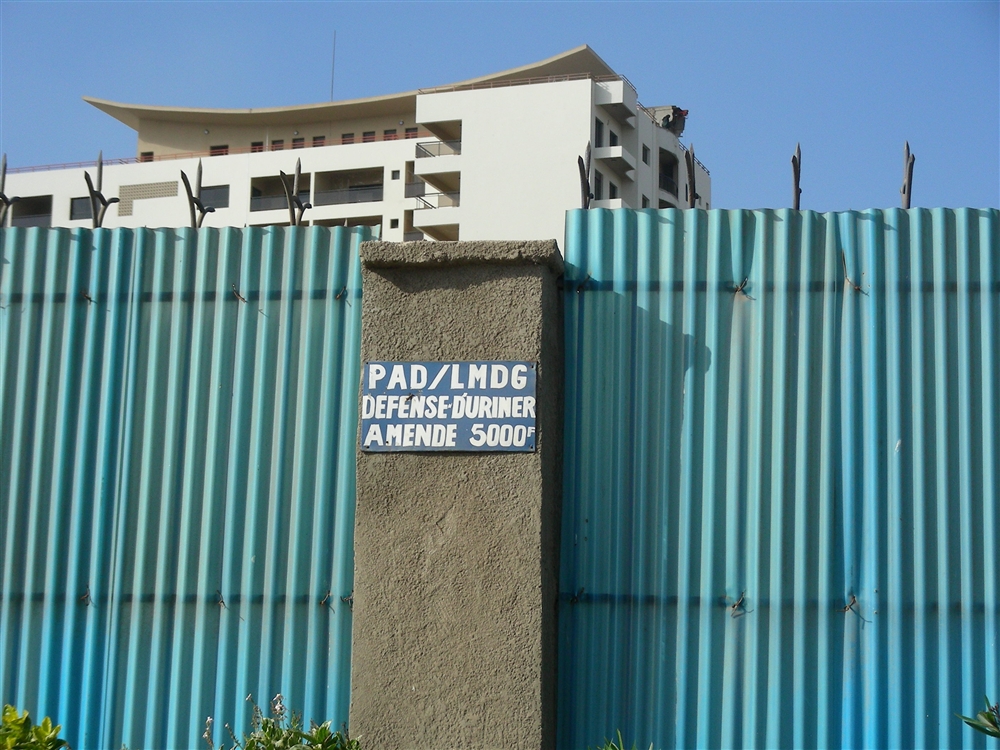 PAD/LMDG
DEFENSE-D'URINER
AMENDE 5000F